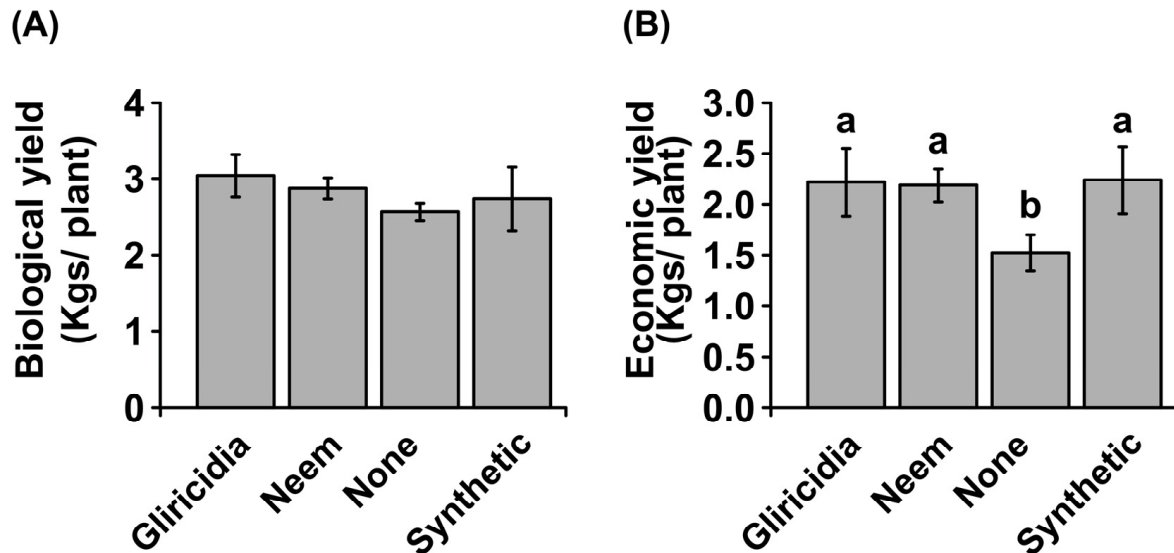 (A)
Biological yield
(Kgs/ plant)
4
3
2
1
0
Gliricidia
Neem
None
Synthetic
(B)
Economic yield
(Kgs/ plant)
3.0
2.5
2.0
1.5
1.0
0.5
0.0
a
a
b
a
Gliricidia
Neem
None
Synthetic